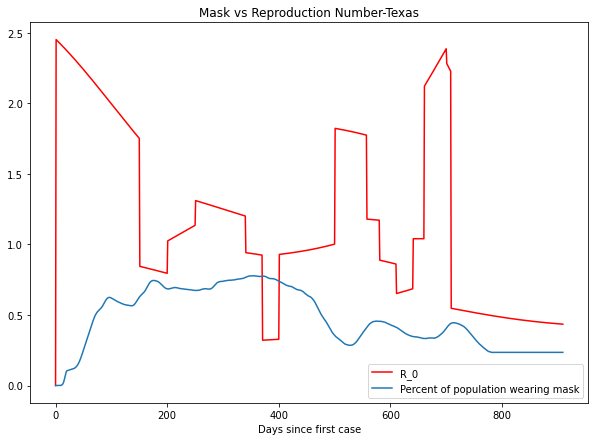 Mask vs Reproduction Number-Texas
2.5
2.0
1.5
1.0
0.5
0.0
R_0
Percent of population wearing mask
0 200 400 600 800
Days since first case